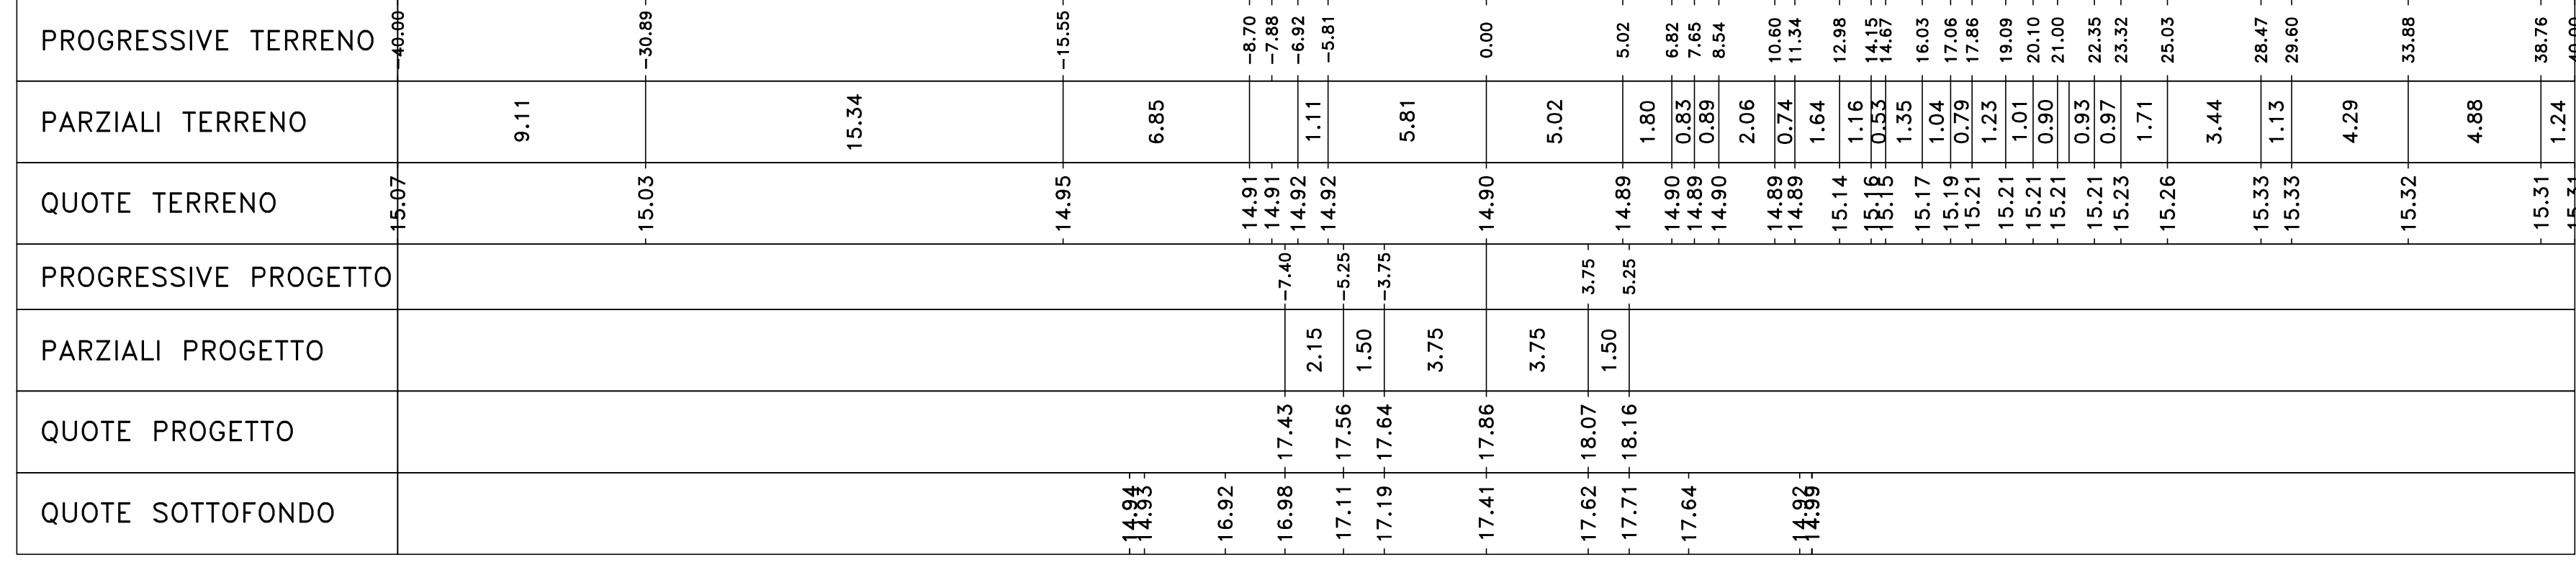 PROGRESSIVE TERRENO -40.00 -30.89 -15.55 -8.70 -7.88 -6.92 -5.81 0.00 5.02 6.82 7.65 8.54 10.60 11.34 12.98 14.15 14.67 16.03 17.06 17.86 19.09 20.10 21.00 22.35 23.32 25.03 28.47 29.60 33.88 38.76
PARZIALI TERRENO 9.11 15.34 6.85 1.11 5.81 5.02 1.80 0.83 0.89 2.06 0.74 1.64 1.16 0.53 1.35 1.04 0.79 1.23 1.01 0.90 0.93 0.97 1.71 3.44 1.13 4.29 4.88 1.24
QUOTE TERRENO 15.07 15.03 14.95 14.91 14.91 14.92 14.92 14.90 14.89 14.90 14.89 14.90 14.89 14.89 15.14 15.16 15.15 15.17 15.19 15.21 15.21 15.21 15.21 15.21 15.23 15.26 15.33 15.33 15.32 15.31
PROGRESSIVE PROGETTO -7.40 -5.25 -3.75 3.75 5.25
PARZIALI PROGETTO 2.15 1.50 3.75 3.75 1.50
QUOTE PROGETTO 17.43 17.56 17.64 17.86 18.07 18.16
QUOTE SOTTOFONDO 14.94 14.93 16.92 16.98 17.11 17.19 17.41 17.62 17.71 17.64 14.92 14.99